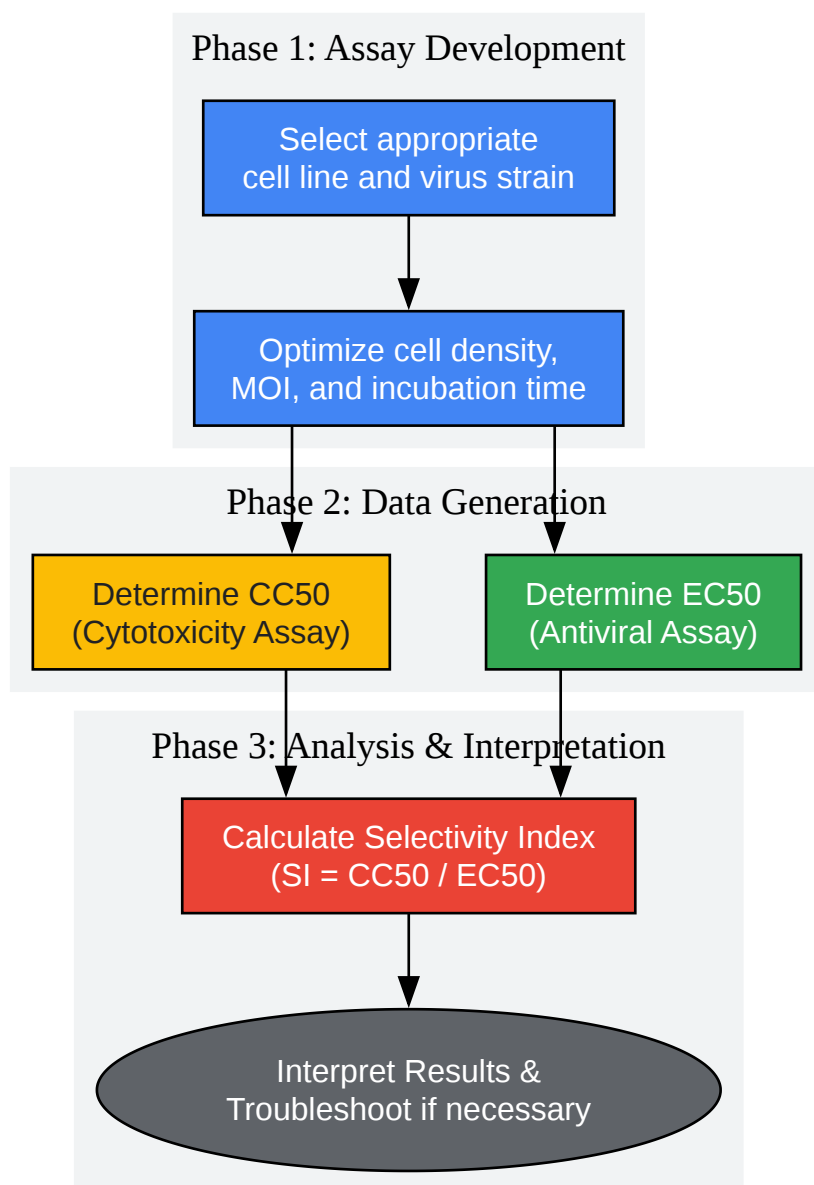 Phase 1: Assay Development
Select appropriate
cell line and virus strain
Optimize cell density,
MOI, and incubation time
Phase 2: Data Generation
Determine CC50
(Cytotoxicity Assay)
Determine EC50
(Antiviral Assay)
Phase 3: Analysis & Interpretation
Calculate Selectivity Index
(SI = CC50 / EC50)
Interpret Results &
Troubleshoot if necessary